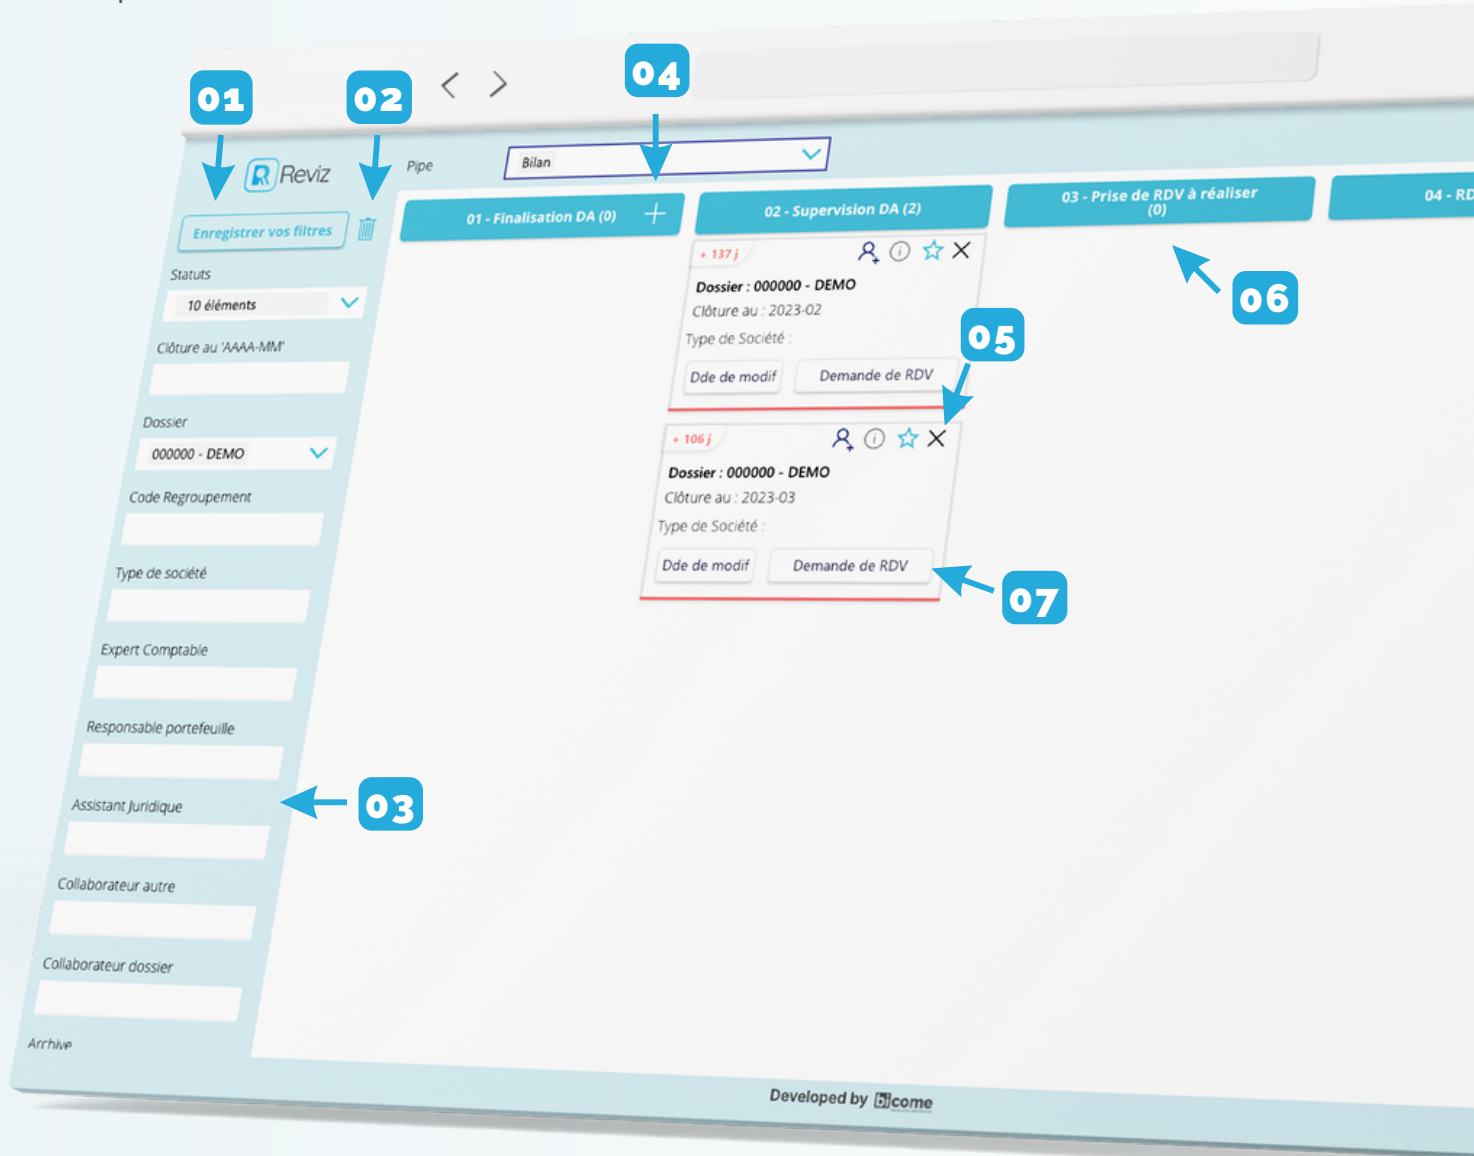 01
02
04
Reviz
Pipe
Bilan
Enregistrer vos filtres
01 - Finalisation DA (0)
02 - Supervision DA (2)
03 - Prise de RDV à réaliser
(0)
04 - RD
Statuts
10 éléments
Clôture au 'AAAA-MM'
Dossier
000000 - DEMO
Code Regroupement
Type de société
Expert Comptable
Responsable portefeuille
Assistant Juridique
Collaborateur autre
Collaborateur dossier
Archive
03
+ 137 j
Dossier : 000000 - DEMO
Clôture au : 2023-02
Type de Société :
Dde de modif
Demande de RDV
05
06
+ 106 j
Dossier : 000000 - DEMO
Clôture au : 2023-03
Type de Société :
Dde de modif
Demande de RDV
07
Developed by bicome